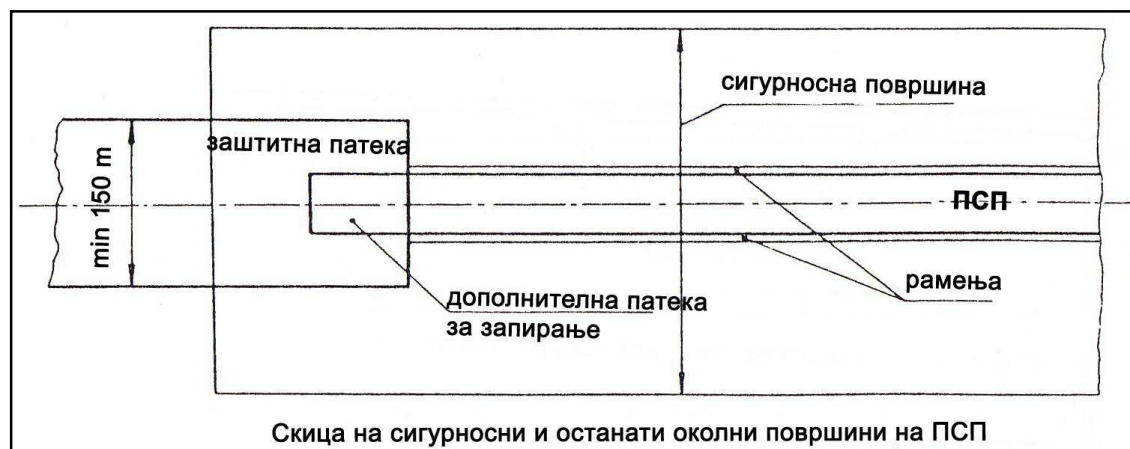 сигурносна површина
заштитна патека
min 150 m
ПСП
рамења
дополнителна патека
за запирање
Скица на сигурносни и останати околни површини на ПСП